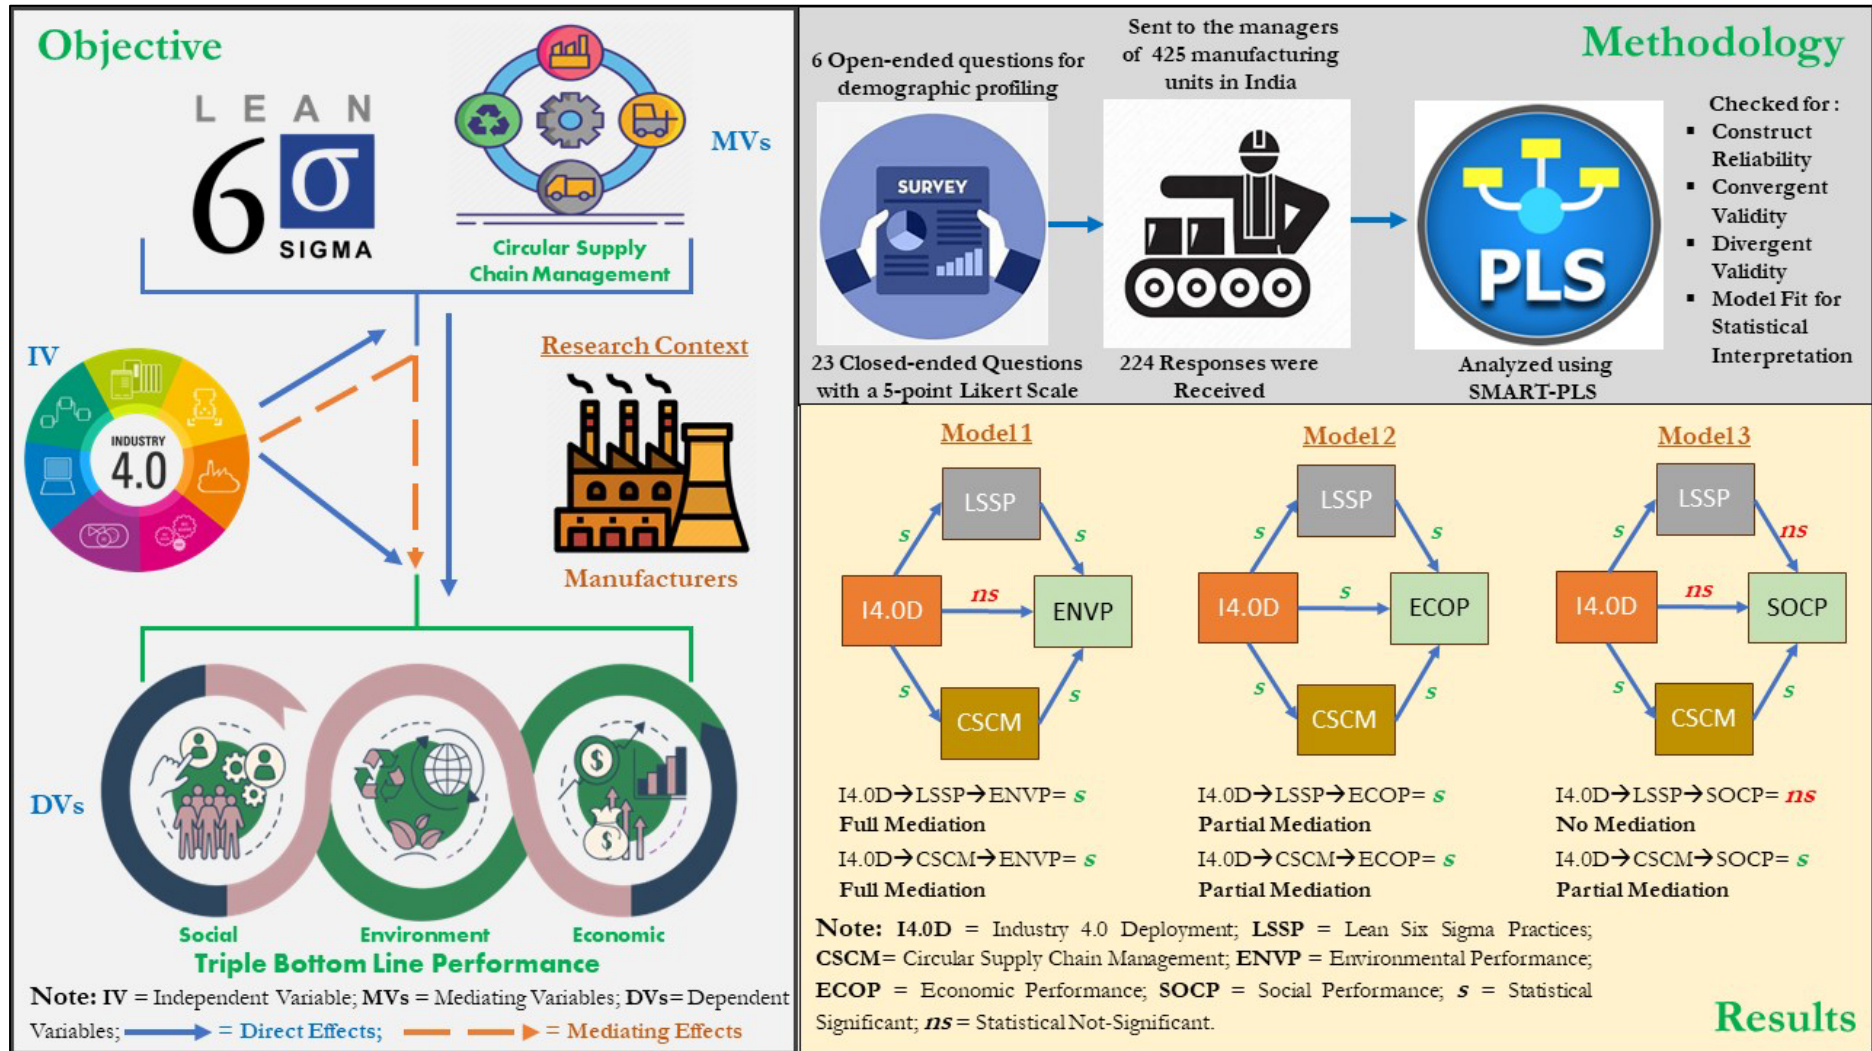 Objective
LEAN
6σ
SIGMA
Circular Supply
Chain Management
MVs
IV
INDUSTRY
4.0
Research Context
Manufacturers
DVs
Social
Environment
Economic
Triple Bottom Line Performance
Note: IV = Independent Variable; MVs = Mediating Variables; DVs= Dependent
Variables; = Direct Effects; = Mediating Effects
Methodology
6 Open-ended questions for
demographic profiling
SURVEY
23 Closed-ended Questions
with a 5-point Likert Scale
Sent to the managers
of 425 manufacturing
units in India
224 Responses were
Received
PLS
Analyzed using
SMART-PLS
Checked for :
▪ Construct
Reliability
▪ Convergent
Validity
▪ Divergent
Validity
▪ Model Fit for
Statistical
Interpretation
Model 1
LSSP
s
s
I4.0D
ns
ENVP
s
s
CSCM
I4.0D→LSSP→ENVP= s
Full Mediation
I4.0D→CSCM→ENVP= s
Full Mediation
Model 2
LSSP
s
s
I4.0D
s
ECOP
s
s
CSCM
I4.0D→LSSP→ECOP= s
Partial Mediation
I4.0D→CSCM→ECOP= s
Partial Mediation
Model 3
LSSP
s
ns
I4.0D
ns
SOCP
s
s
CSCM
I4.0D→LSSP→SOCP= ns
No Mediation
I4.0D→CSCM→SOCP= s
Partial Mediation
Note: I4.0D = Industry 4.0 Deployment; LSSP = Lean Six Sigma Practices;
CSCM= Circular Supply Chain Management; ENVP = Environmental Performance;
ECOP = Economic Performance; SOCP = Social Performance; s = Statistical
Significant; ns = Statistical Not-Significant.
Results